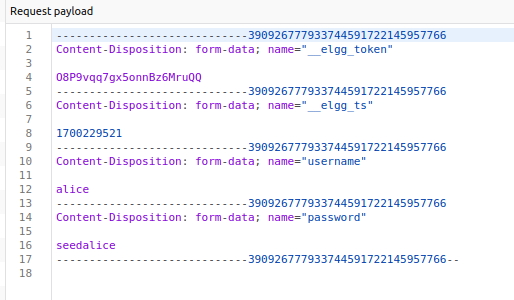 Request payload
1 -----------------------------390926777933744591722145957766
2 Content-Disposition: form-data; name="__elgg_token"
3
4 O8P9vqq7gx5onnBz6MruQQ
5 -----------------------------390926777933744591722145957766
6 Content-Disposition: form-data; name="__elgg_ts"
7
8 1700229521
9 -----------------------------390926777933744591722145957766
10 Content-Disposition: form-data; name="username"
11
12 alice
13 -----------------------------390926777933744591722145957766
14 Content-Disposition: form-data; name="password"
15
16 seedalice
17 -----------------------------390926777933744591722145957766--
18